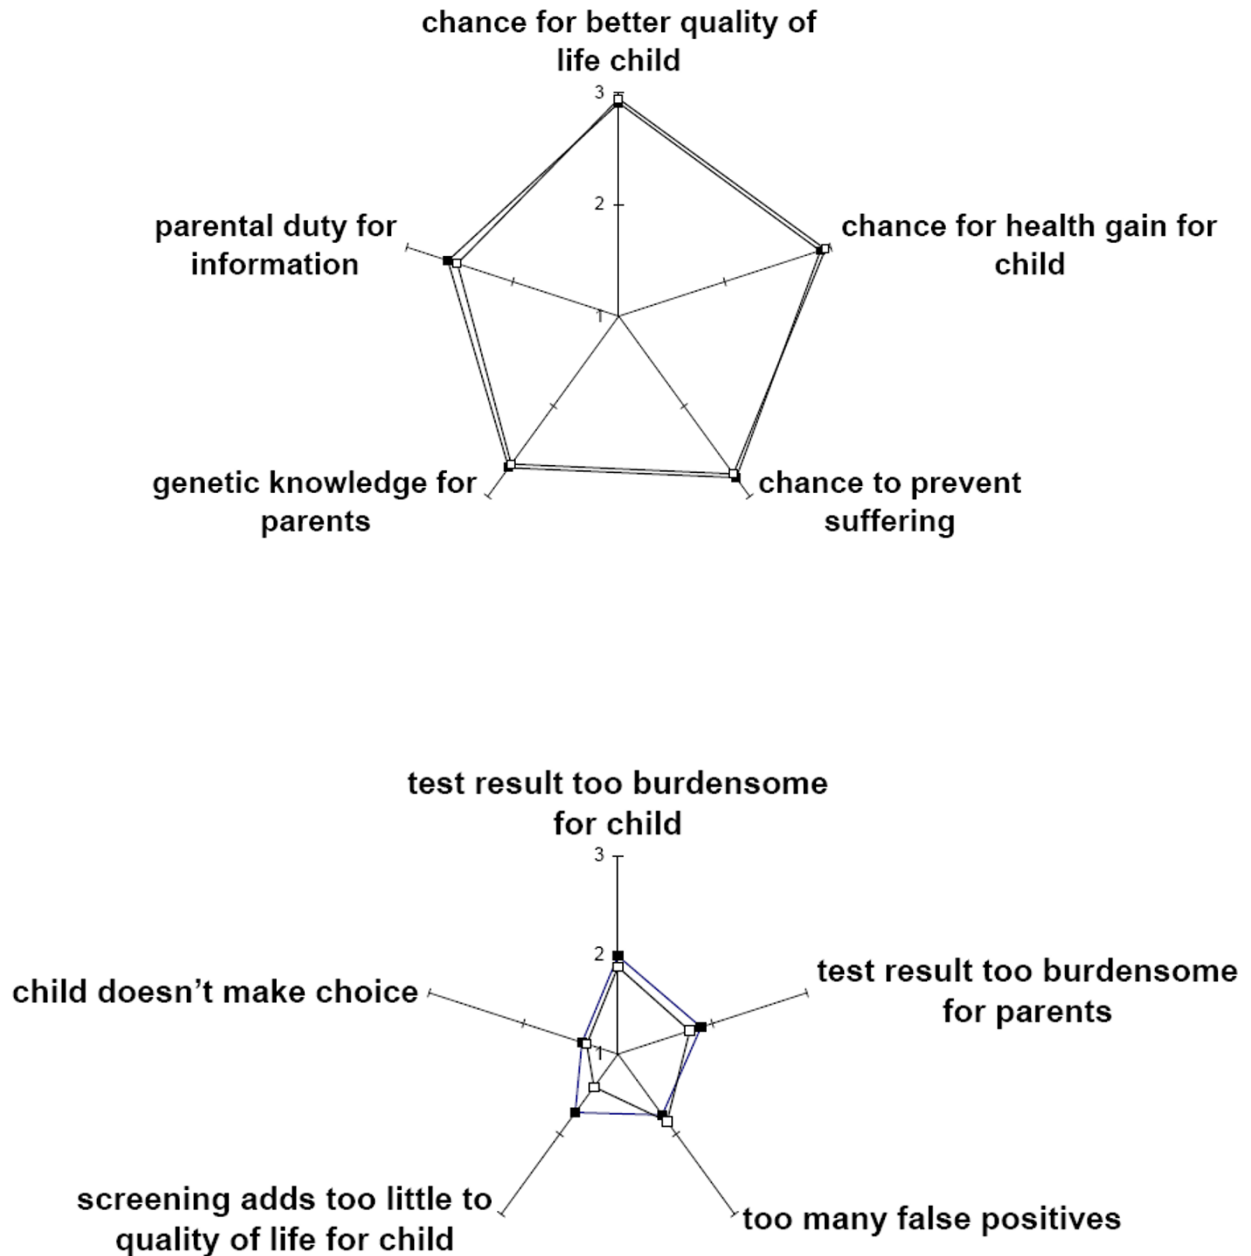 chance for better quality of
life child
3
parental duty for
information
2
chance for health gain for
child
1
genetic knowledge for
parents
chance to prevent
suffering
test result too burdensome
for child
3
2
child doesn’t make choice
test result too burdensome
for parents
1
screening adds too little to
quality of life for child
too many false positives